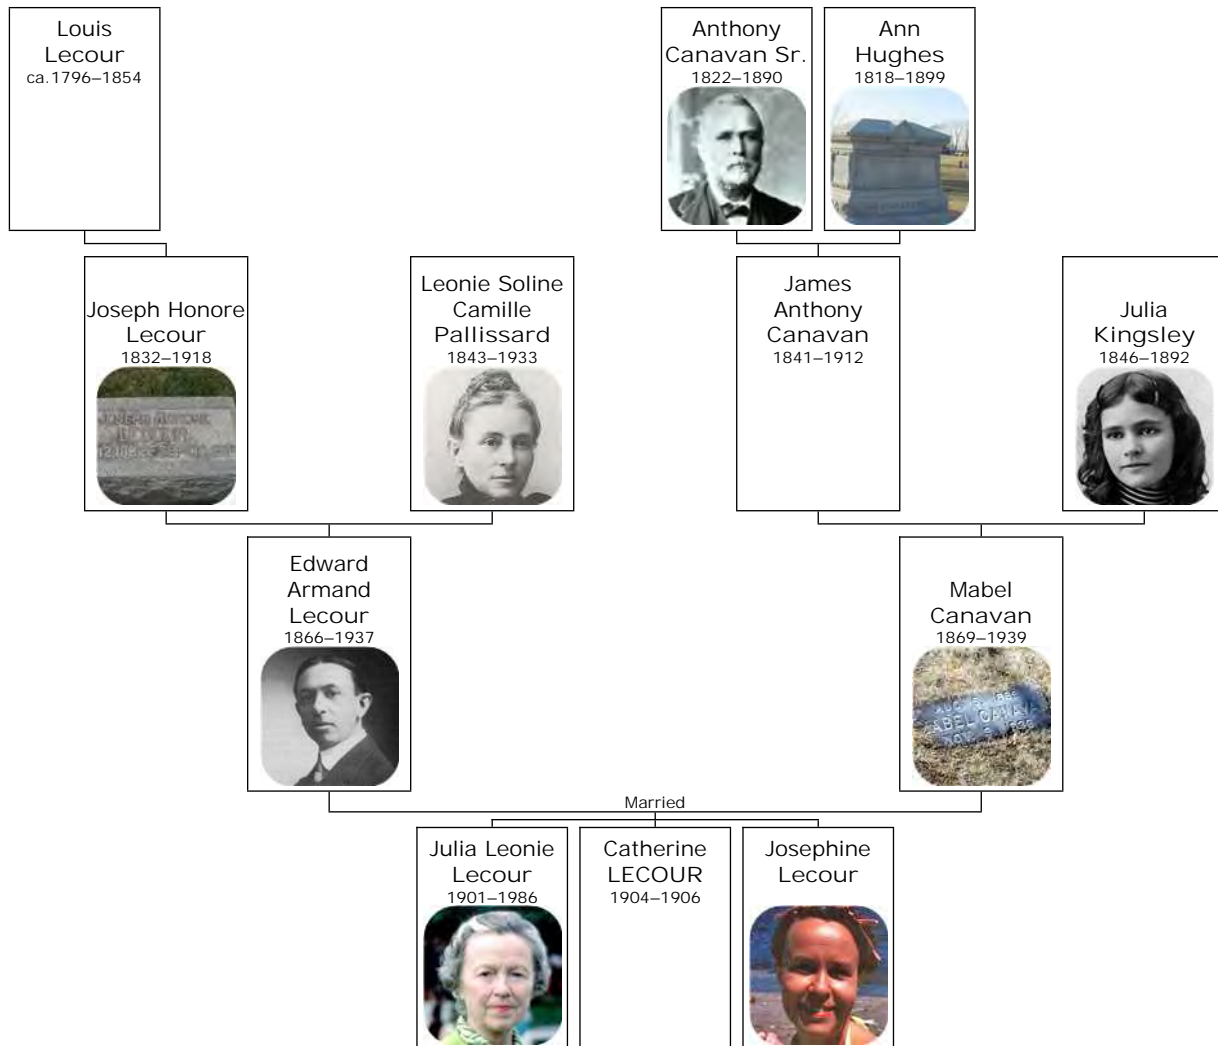 Louis
Lecour
ca.1796–1854
Anthony
Canavan Sr.
1822–1890
Ann
Hughes
1818–1899
Joseph Honore
Lecour
1832–1918
Leonie Soline
Camille
Pallissard
1843–1933
James
Anthony
Canavan
1841–1912
Julia
Kingsley
1846–1892
Edward
Armand
Lecour
1866–1937
Mabel
Canavan
1869–1939
Married
Julia Leonie
Lecour
1901–1986
Catherine
LECOUR
1904–1906
Josephine
Lecour